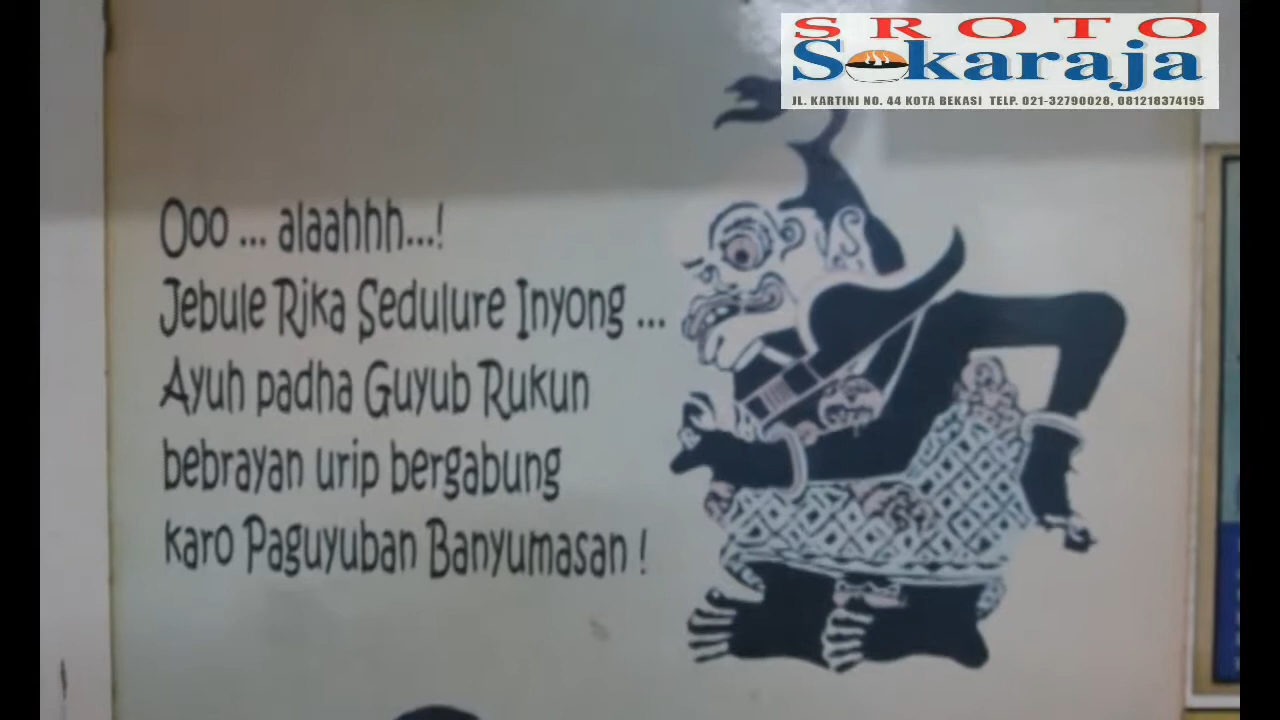 SROTO
Sokaraja
JL. KARTINI NO. 44 KOTA BEKASI TELP. 021-32790028, 081218374195
Ooo ... alaahhh...!
Jebule Rika Sedulure Inyong ...
Ayuh padha Guyub Rukun
bebrayan urip bergabung
karo Paguyuban Banyumasan !